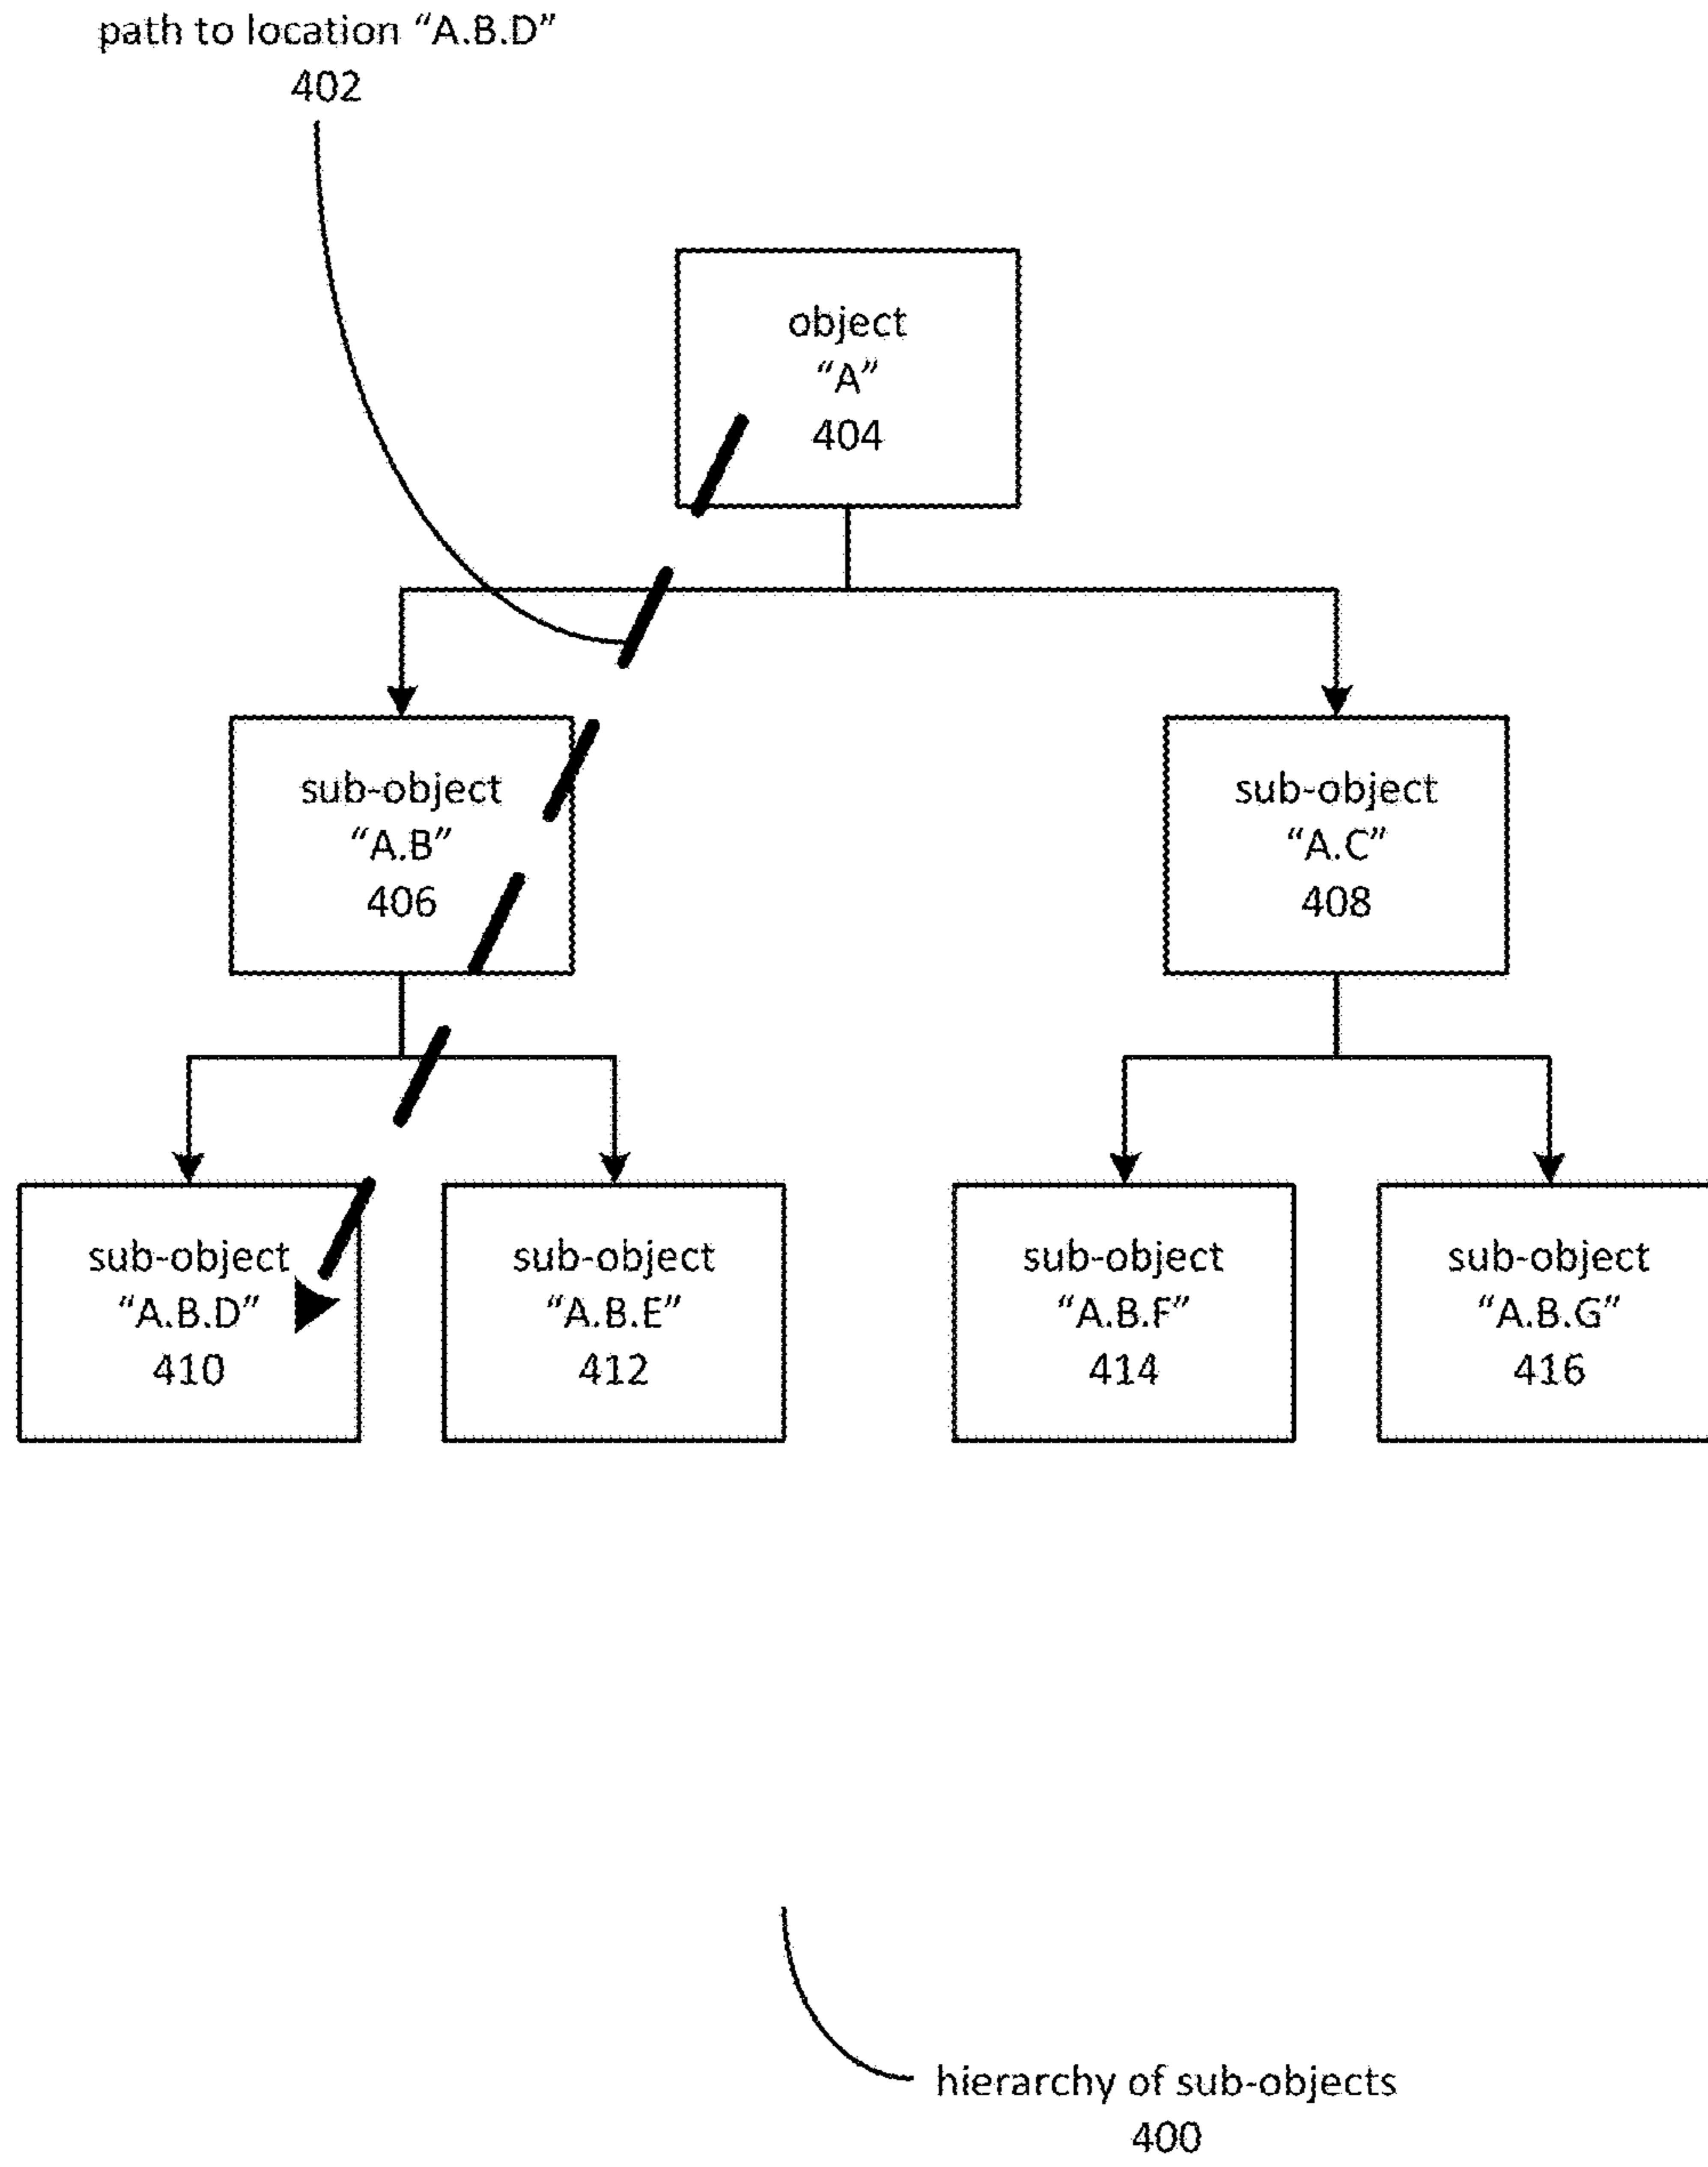 path to location “A.B.D”
402
object
“A”
404
sub-object
“A.B”
406
sub-object
“A.C”
408
sub-object
“A.B.D”
410
sub-object
“A.B.E”
412
sub-object
“A.B.F”
414
sub-object
“A.B.G”
416
hierarchy of sub-objects
400